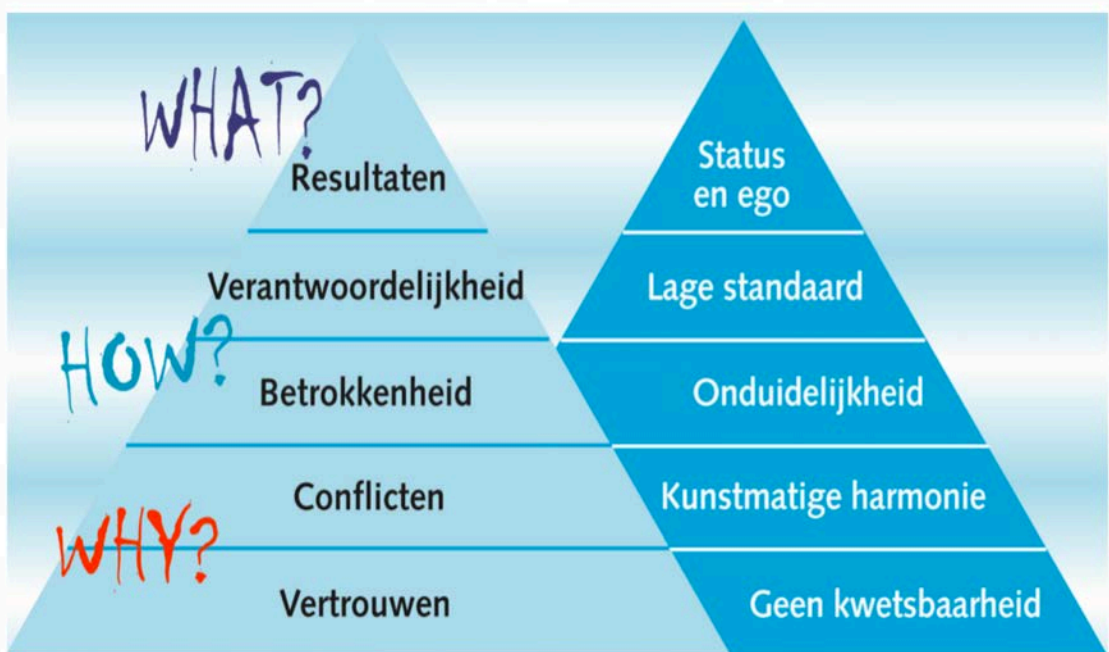 WHAT?
Resultaten
Status
en ego
Verantwoordelijkheid
Lage standaard
HOW?
Betrokkenheid
Onduidelijkheid
Conflicten
Kunstmatige harmonie
WHY?
Vertrouwen
Geen kwetsbaarheid